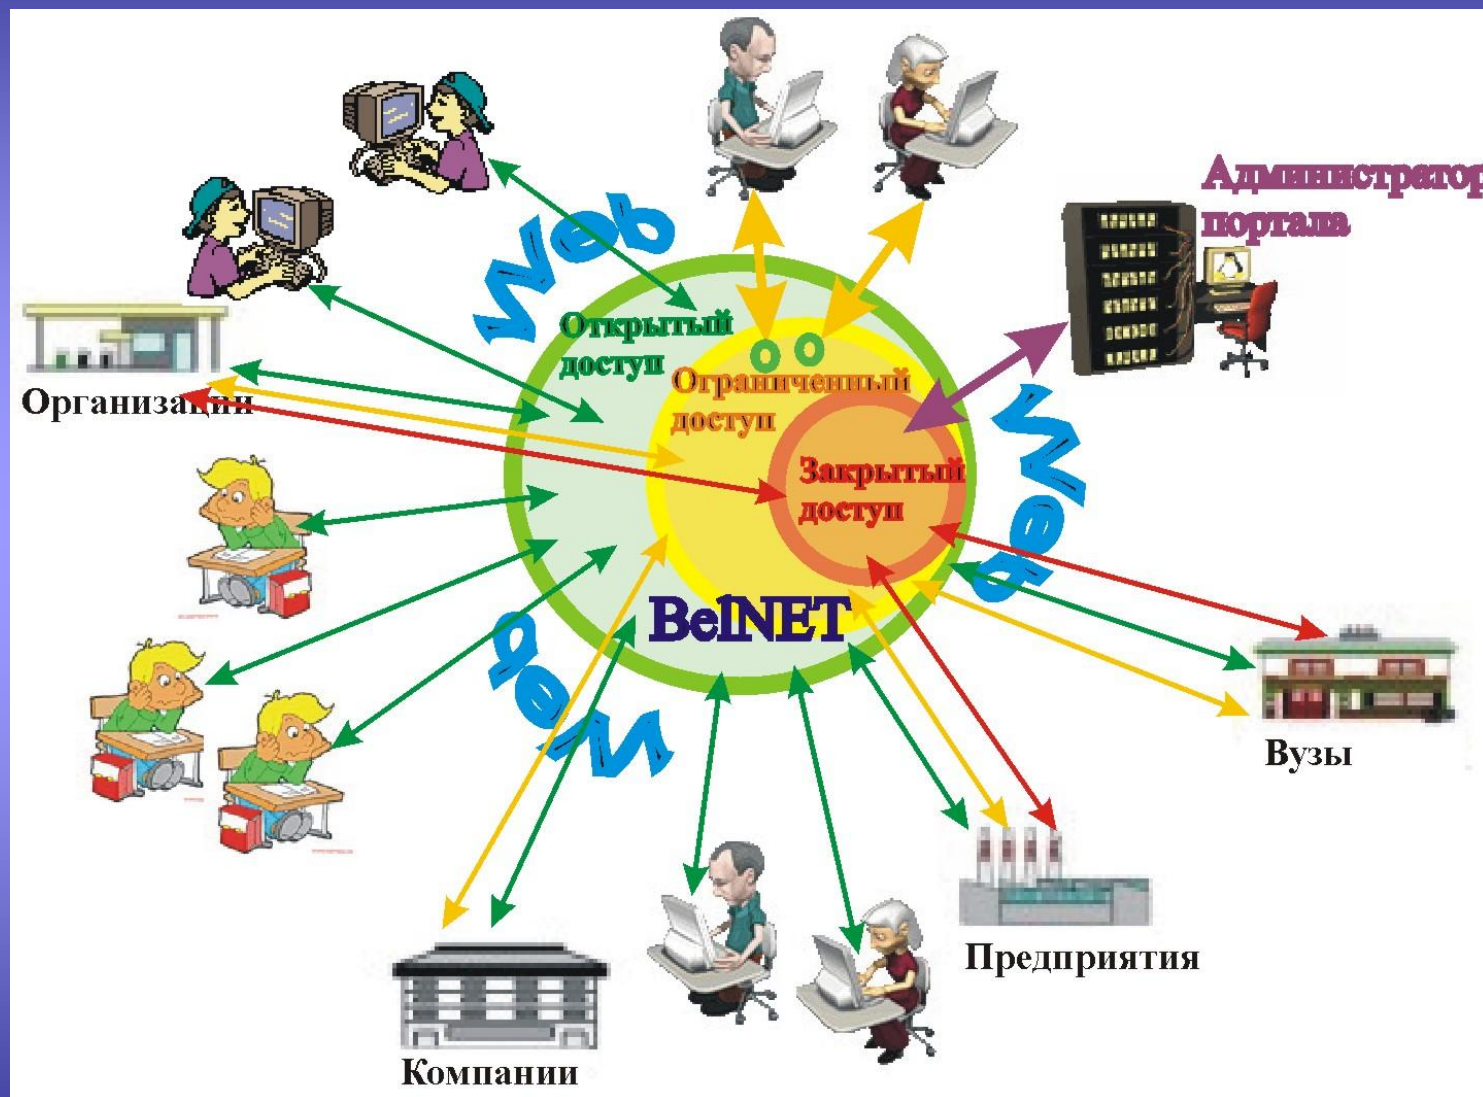 Web
Администратор
портала
Открытый
доступ
Ограниченный
доступ
Организации
Web
Закрытый
доступ
BelNET
Web
Вузы
Предприятия
Компании